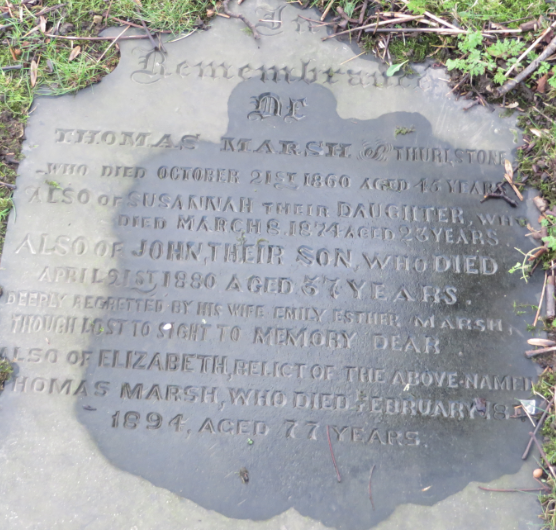 In
Remembrance
OF
THOMAS MARSH of THURLSTONE
WHO DIED OCTOBER 21ST 1860 AGED 43 YEARS
ALSO OF SUSANNAH THEIR DAUGHTER, WHO
DIED MARCH 8, 1874 AGED 23 YEARS.
ALSO OF JOHN, THEIR SON, WHO DIED
APRIL 21ST 1880 AGED 37 YEARS.
DEEPLY REGRETTED BY HIS WIFE EMILY ESTHER MARSH,
THOUGH LOST TO SIGHT TO MEMORY DEAR
ALSO OF ELIZABETH, RELICT OF THE ABOVE-NAMED
THOMAS MARSH, WHO DIED FEBRUARY
1894, AGED 77 YEARS.